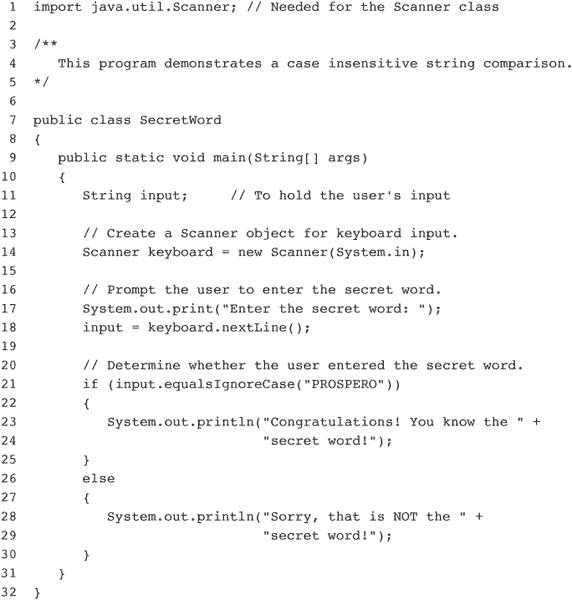 1 import java.util.Scanner; // Needed for the Scanner class
2
3 /**
4    This program demonstrates a case insensitive string comparison.
5 */
6
7 public class SecretWord
8 {
9    public static void main(String[] args)
10    {
11       String input;     // To hold the user's input
12
13       // Create a Scanner object for keyboard input.
14       Scanner keyboard = new Scanner(System.in);
15
16       // Prompt the user to enter the secret word.
17       System.out.print("Enter the secret word: ");
18       input = keyboard.nextLine();
19
20       // Determine whether the user entered the secret word.
21       if (input.equalsIgnoreCase("PROSPERO"))
22       {
23          System.out.println("Congratulations! You know the " +
24                             "secret word!");
25       }
26       else
27       {
28          System.out.println("Sorry, that is NOT the " +
29                             "secret word!");
30       }
31    }
32 }